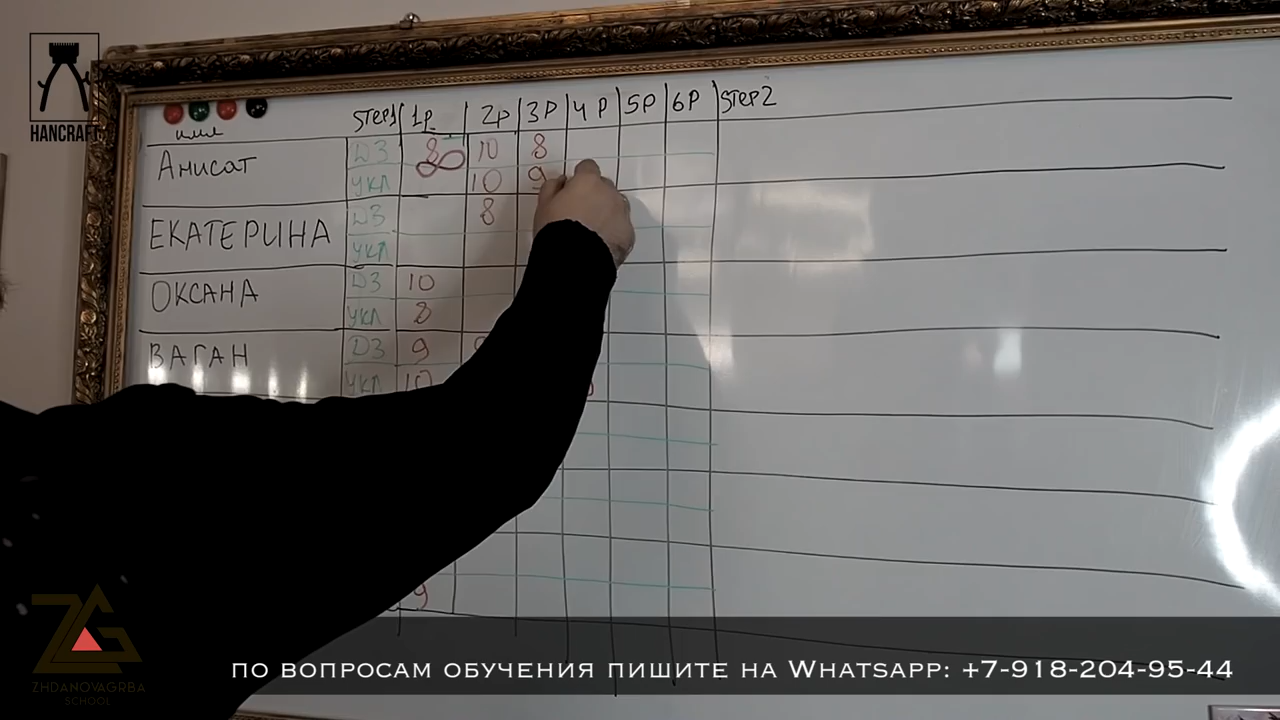 HANCRAFT
имя STEP1 1P 2P 3P 4P 5P 6P STEP2
Анисат ДЗ 8 10 8
УКЛ 10 9
ЕКАТЕРИНА ДЗ 8
УКЛ
ОКСАНА ДЗ 10
УКЛ 8
ВАГАН ДЗ 9
УКЛ 10
9
ZHDANOVAGRBA
SCHOOL
ПО ВОПРОСАМ ОБУЧЕНИЯ ПИШИТЕ НА WHATSAPP: +7-918-204-95-44